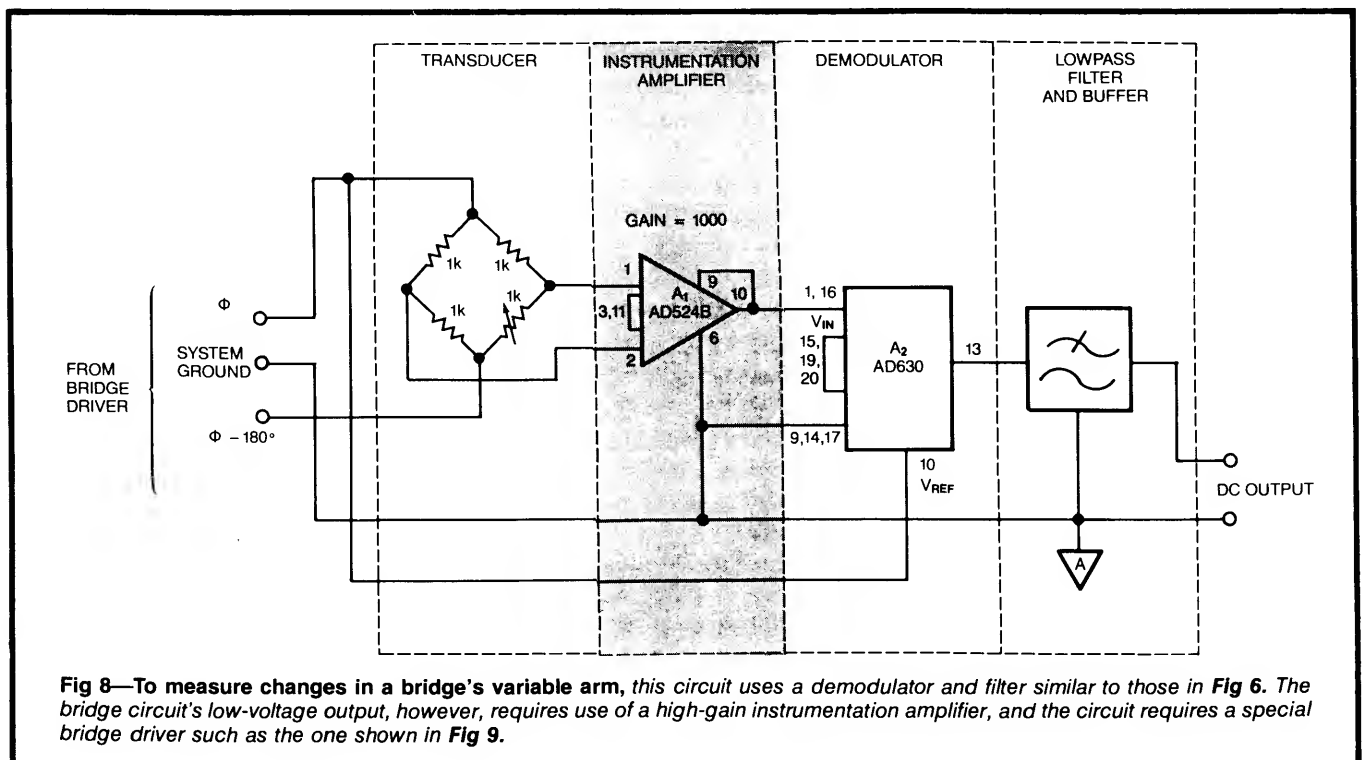 TRANSDUCER
INSTRUMENTATION
AMPLIFIER
DEMODULATOR
LOWPASS
FILTER
AND BUFFER
GAIN = 1000
1k
1k
1k
1k
1
9
10
A1
AD524B
3,11
6
2
1, 16
VIN
15,
19,
20
A2
AD630
13
9,14,17
10
VREF
FROM
BRIDGE
DRIVER
Φ
SYSTEM
GROUND
Φ −180°
DC OUTPUT
A
Fig 8—To measure changes in a bridge's variable arm, this circuit uses a demodulator and filter similar to those in Fig 6. The
bridge circuit's low-voltage output, however, requires use of a high-gain instrumentation amplifier, and the circuit requires a special
bridge driver such as the one shown in Fig 9.